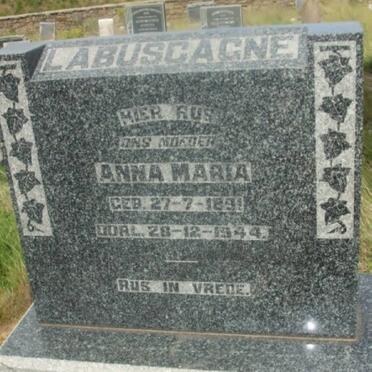 LABUSCAGNE
HIER RUS
ONS MOEDER
ANNA MARIA
GEB. 27-7-1891
OORL. 28-12-1944.
RUS IN VREDE.